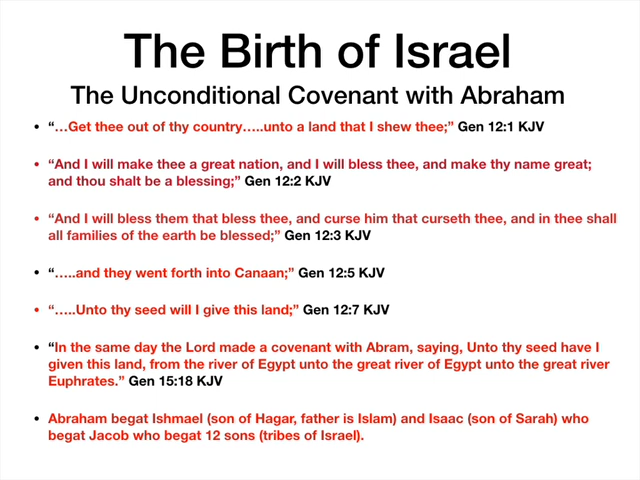 The Birth of Israel
The Unconditional Covenant with Abraham
• “…Get thee out of thy country…..unto a land that I shew thee;” Gen 12:1 KJV
• “And I will make thee a great nation, and I will bless thee, and make thy name great;
and thou shalt be a blessing;” Gen 12:2 KJV
• “And I will bless them that bless thee, and curse him that curseth thee, and in thee shall
all families of the earth be blessed;” Gen 12:3 KJV
• “…..and they went forth into Canaan;” Gen 12:5 KJV
• “…..Unto thy seed will I give this land;” Gen 12:7 KJV
• “In the same day the Lord made a covenant with Abram, saying, Unto thy seed have I
given this land, from the river of Egypt unto the great river of Egypt unto the great river
Euphrates.” Gen 15:18 KJV
• Abraham begat Ishmael (son of Hagar, father is Islam) and Isaac (son of Sarah) who
begat Jacob who begat 12 sons (tribes of Israel).